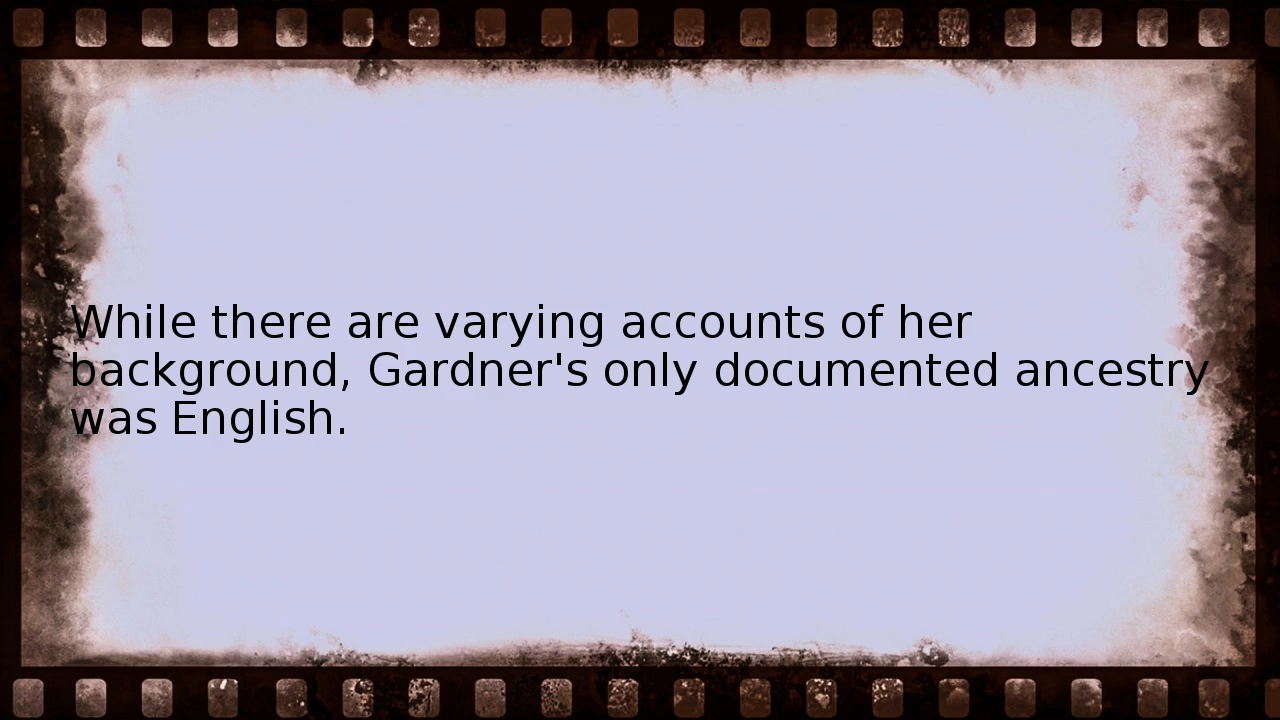 While there are varying accounts of her
background, Gardner's only documented ancestry
was English.